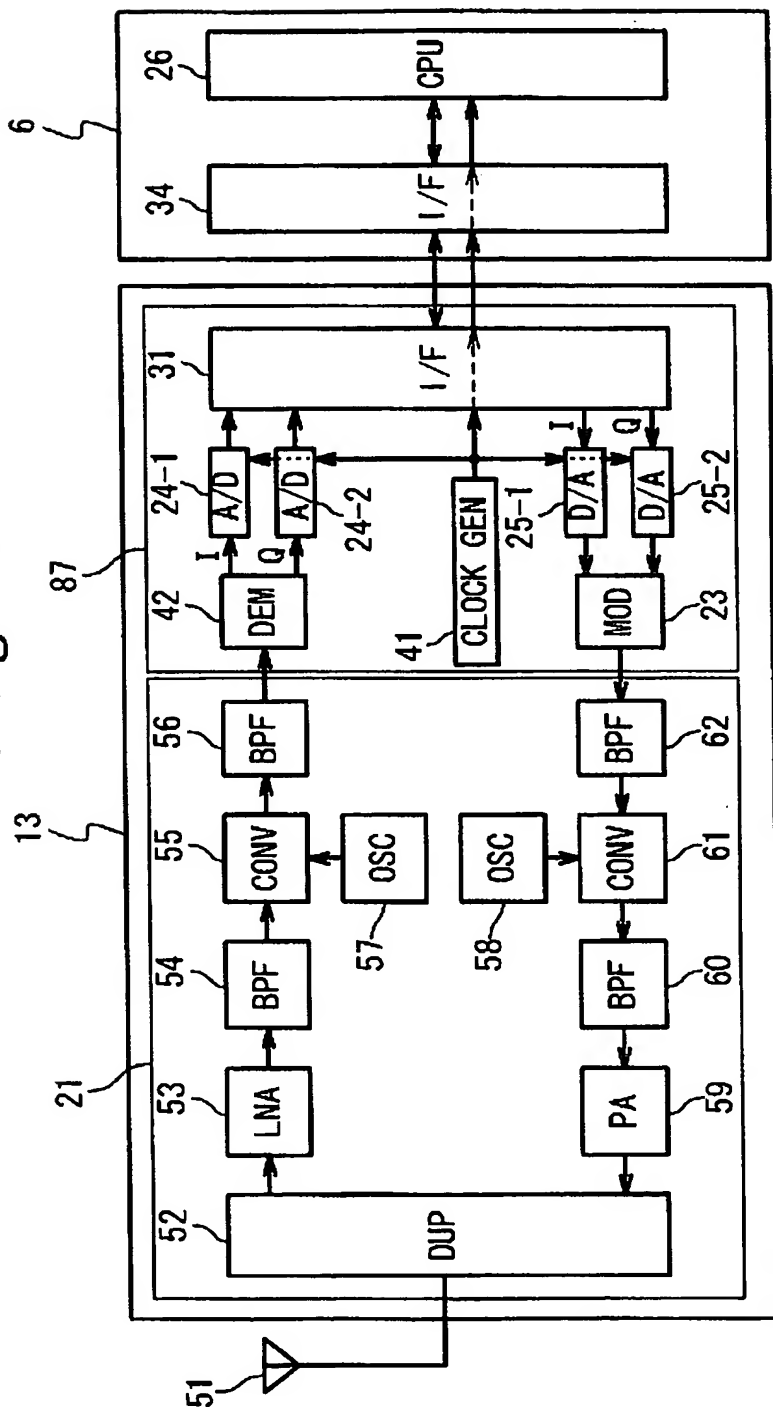 13
6
21
87
51
52
DUP
53
LNA
54
BPF
55
CONV
56
BPF
57
OSC
58
OSC
59
PA
60
BPF
61
CONV
62
BPF
42
DEM
I
Q
24-1
A/D
A/D
24-2
CLOCK GEN
41
25-1
D/A
I
Q
D/A
25-2
MOD
23
31
I/F
34
I/F
26
CPU